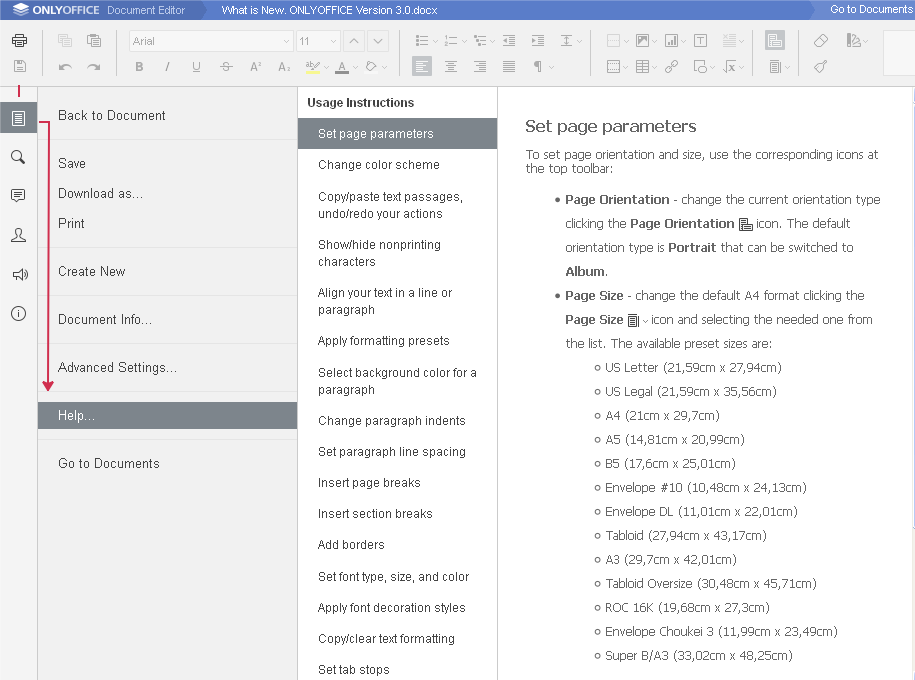 ONLYOFFICE Document Editor
What is New. ONLYOFFICE Version 3.0.docx
Go to Documents
Arial
11
B I U S A² A₂ A
Back to Document
Save
Download as...
Print
Create New
Document Info...
Advanced Settings...
Help...
Go to Documents
Usage Instructions
Set page parameters
Change color scheme
Copy/paste text passages,
undo/redo your actions
Show/hide nonprinting
characters
Align your text in a line or
paragraph
Apply formatting presets
Select background color for a
paragraph
Change paragraph indents
Set paragraph line spacing
Insert page breaks
Insert section breaks
Add borders
Set font type, size, and color
Apply font decoration styles
Copy/clear text formatting
Set tab stops
Set page parameters
To set page orientation and size, use the corresponding icons at
the top toolbar:
• Page Orientation - change the current orientation type
clicking the Page Orientation icon. The default
orientation type is Portrait that can be switched to
Album.
• Page Size - change the default A4 format clicking the
Page Size icon and selecting the needed one from
the list. The available preset sizes are:
US Letter (21,59cm x 27,94cm)
US Legal (21,59cm x 35,56cm)
A4 (21cm x 29,7cm)
A5 (14,81cm x 20,99cm)
B5 (17,6cm x 25,01cm)
Envelope #10 (10,48cm x 24,13cm)
Envelope DL (11,01cm x 22,01cm)
Tabloid (27,94cm x 43,17cm)
A3 (29,7cm x 42,01cm)
Tabloid Oversize (30,48cm x 45,71cm)
ROC 16K (19,68cm x 27,3cm)
Envelope Choukei 3 (11,99cm x 23,49cm)
Super B/A3 (33,02cm x 48,25cm)